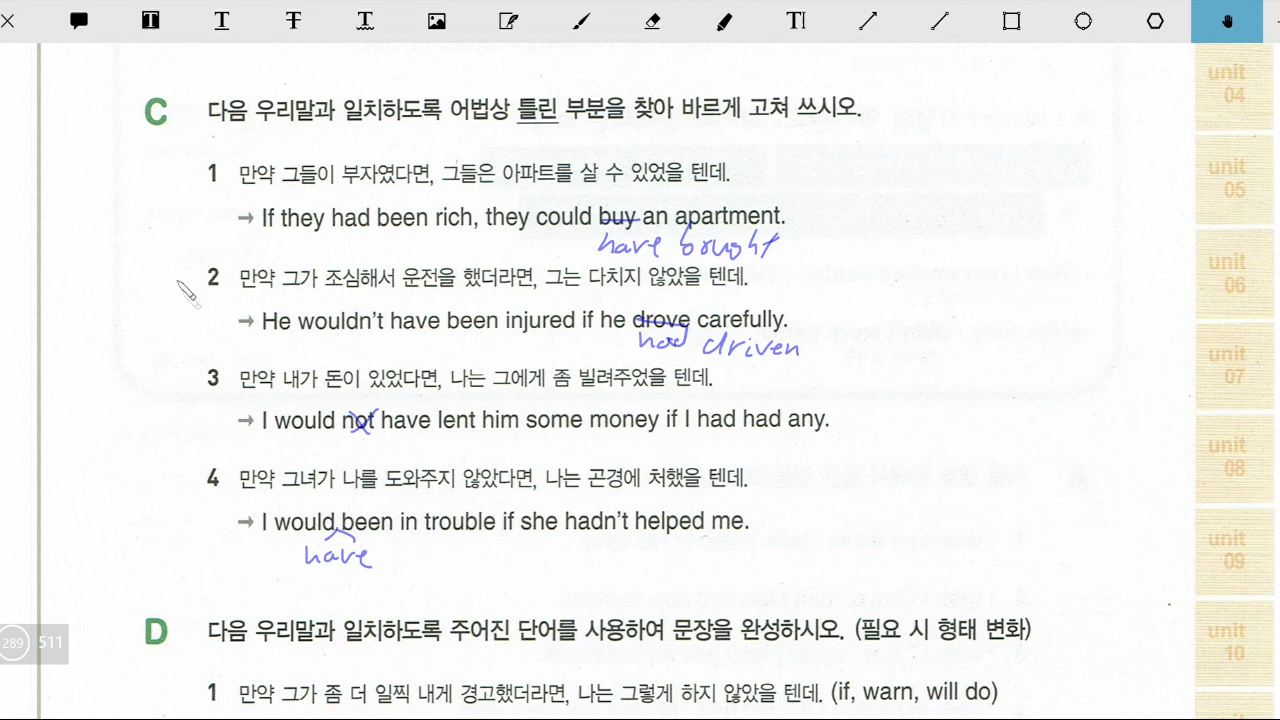 unit
04
C 다음 우리말과 일치하도록 어법상 틀린 부분을 찾아 바르게 고쳐 쓰시오.
1 만약 그들이 부자였다면, 그들은 아파트를 살 수 있었을 텐데.
unit
05
→ If they had been rich, they could buy an apartment.
have bought
unit
06
2 만약 그가 조심해서 운전을 했더라면, 그는 다치지 않았을 텐데.
→ He wouldn't have been injured if he drove carefully.
had driven
unit
07
3 만약 내가 돈이 있었다면, 나는 그에게 좀 빌려주었을 텐데.
→ I would not have lent him some money if I had had any.
unit
08
4 만약 그녀가 나를 도와주지 않았다면, 나는 곤경에 처했을 텐데.
→ I would been in trouble if she hadn't helped me.
have
unit
09
289 511
D 다음 우리말과 일치하도록 주어진 를 사용하여 문장을 완성하시오. (필요 시 형태 변화)
unit
10
1 만약 그가 좀 더 일찍 내게 경고했더라면, 나는 그렇게 하지 않았을 텐데. (if, warn, will, do